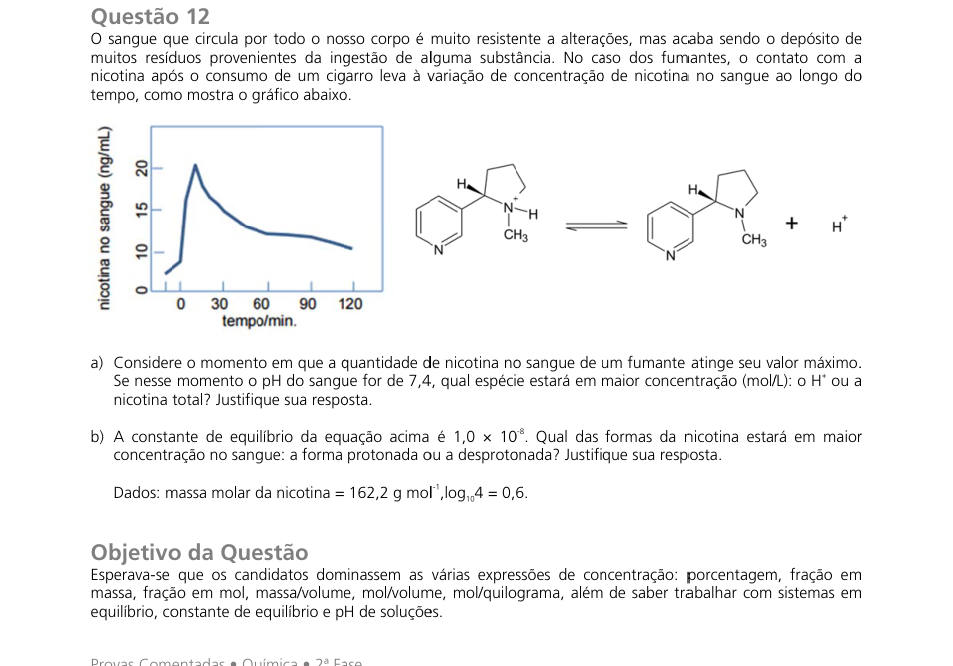 Questão 12
O sangue que circula por todo o nosso corpo é muito resistente a alterações, mas acaba sendo o depósito de
muitos resíduos provenientes da ingestão de alguma substância. No caso dos fumantes, o contato com a
nicotina após o consumo de um cigarro leva à variação de concentração de nicotina no sangue ao longo do
tempo, como mostra o gráfico abaixo.
nicotina no sangue (ng/mL)
20
15
10
0
0 30 60 90 120
tempo/min.
H
N
+
H
CH3
N
H
N
CH3
N
+
H+
a) Considere o momento em que a quantidade de nicotina no sangue de um fumante atinge seu valor máximo.
Se nesse momento o pH do sangue for de 7,4, qual espécie estará em maior concentração (mol/L): o H+ ou a
nicotina total? Justifique sua resposta.
b) A constante de equilíbrio da equação acima é 1,0 × 10-8. Qual das formas da nicotina estará em maior
concentração no sangue: a forma protonada ou a desprotonada? Justifique sua resposta.
Dados: massa molar da nicotina = 162,2 g mol-1,log104 = 0,6.
Objetivo da Questão
Esperava-se que os candidatos dominassem as várias expressões de concentração: porcentagem, fração em
massa, fração em mol, massa/volume, mol/volume, mol/quilograma, além de saber trabalhar com sistemas em
equilíbrio, constante de equilíbrio e pH de soluções.
Provas Comentadas • Química • 2ª Fase